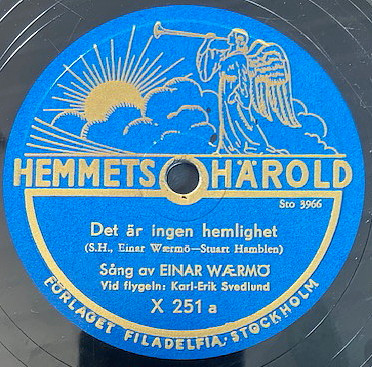 HEMMETS HÄROLD
Sto 3966
Det är ingen hemlighet
(S.H., Einar Wærmö—Stuart Hamblen)
Sång av EINAR WÆRMÖ
Vid flygeln: Karl-Erik Svedlund
X 251 a
FÖRLAGET FILADELFIA, STOCKHOLM